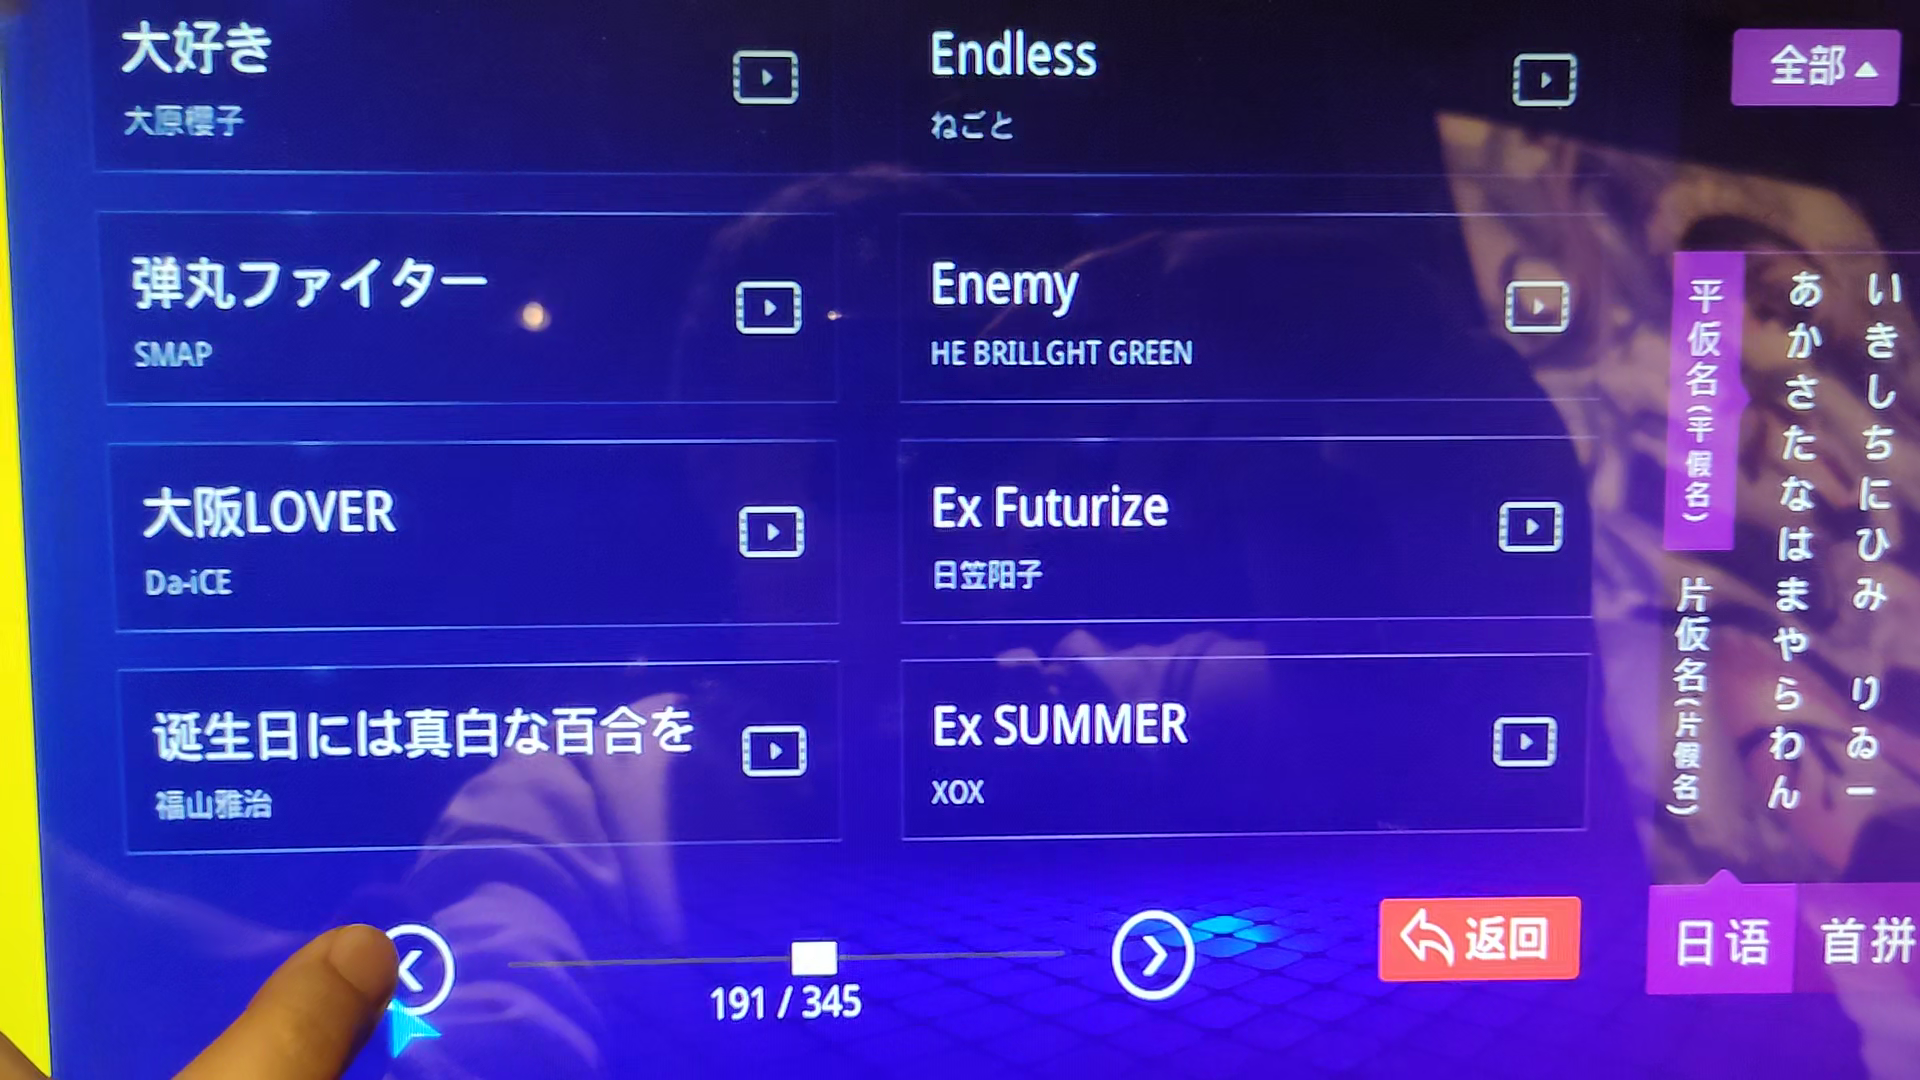 大好き
大原櫻子
Endless
ねごと
弾丸ファイター
SMAP
Enemy
HE BRILLGHT GREEN
大阪LOVER
Da-iCE
Ex Futurize
日笠阳子
诞生日には真白な百合を
福山雅治
Ex SUMMER
XOX
191 / 345
返回
全部
平仮名(平假名)
片仮名(片假名)
あかさたなはまやらわん
いきしちにひみ りゐー
日语
首拼